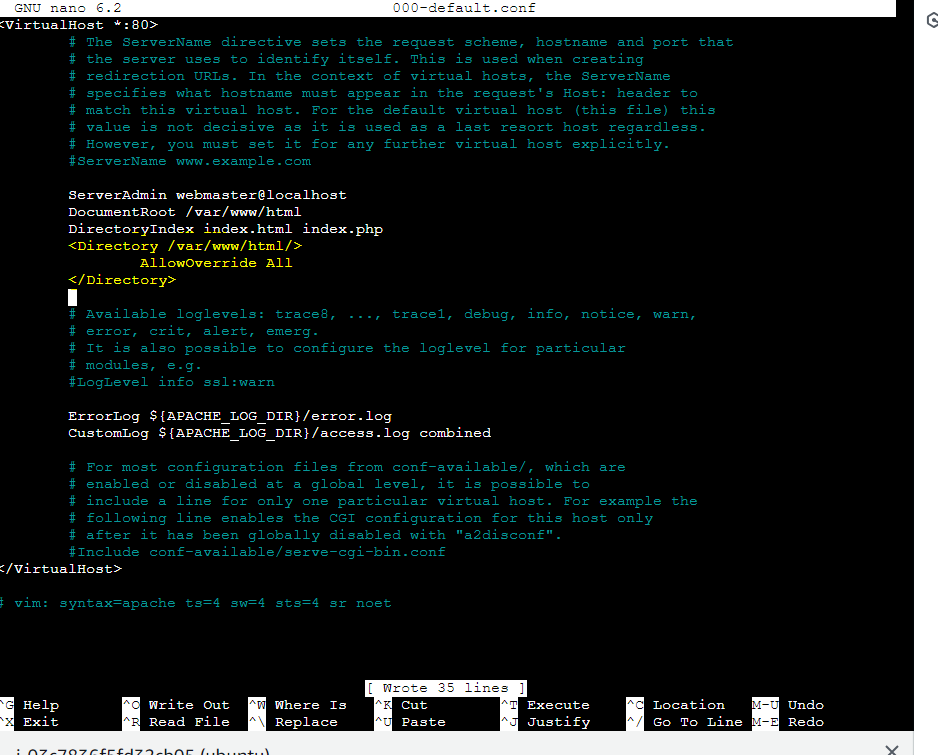 GNU nano 6.2 000-default.conf
<VirtualHost *:80>
# The ServerName directive sets the request scheme, hostname and port that
# the server uses to identify itself. This is used when creating
# redirection URLs. In the context of virtual hosts, the ServerName
# specifies what hostname must appear in the request's Host: header to
# match this virtual host. For the default virtual host (this file) this
# value is not decisive as it is used as a last resort host regardless.
# However, you must set it for any further virtual host explicitly.
#ServerName www.example.com
ServerAdmin webmaster@localhost
DocumentRoot /var/www/html
DirectoryIndex index.html index.php
<Directory /var/www/html/>
AllowOverride All
</Directory>
# Available loglevels: trace8, ..., trace1, debug, info, notice, warn,
# error, crit, alert, emerg.
# It is also possible to configure the loglevel for particular
# modules, e.g.
#LogLevel info ssl:warn
ErrorLog ${APACHE_LOG_DIR}/error.log
CustomLog ${APACHE_LOG_DIR}/access.log combined
# For most configuration files from conf-available/, which are
# enabled or disabled at a global level, it is possible to
# include a line for only one particular virtual host. For example the
# following line enables the CGI configuration for this host only
# after it has been globally disabled with "a2disconf".
#Include conf-available/serve-cgi-bin.conf
</VirtualHost>
# vim: syntax=apache ts=4 sw=4 sts=4 sr noet
[ Wrote 35 lines ]
^G Help ^O Write Out ^W Where Is ^K Cut ^T Execute ^C Location M-U Undo
^X Exit ^R Read File ^\ Replace ^U Paste ^J Justify ^/ Go To Line M-E Redo
(ubuntu)